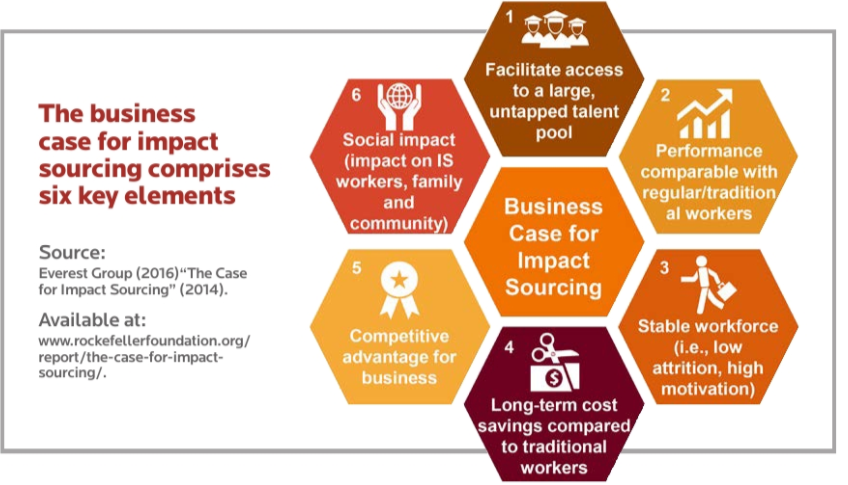 The business
case for impact
sourcing comprises
six key elements
Source:
Everest Group (2016)“The Case
for Impact Sourcing” (2014).
Available at:
www.rockefellerfoundation.org/
report/the-case-for-impact-
sourcing/.
Business
Case for
Impact
Sourcing
1
Facilitate access
to a large,
untapped talent
pool
2
Performance
comparable with
regular/tradition
al workers
3
Stable workforce
(i.e., low
attrition, high
motivation)
4
$
Long-term cost
savings compared
to traditional
workers
5
Competitive
advantage for
business
6
Social impact
(impact on IS
workers, family
and
community)